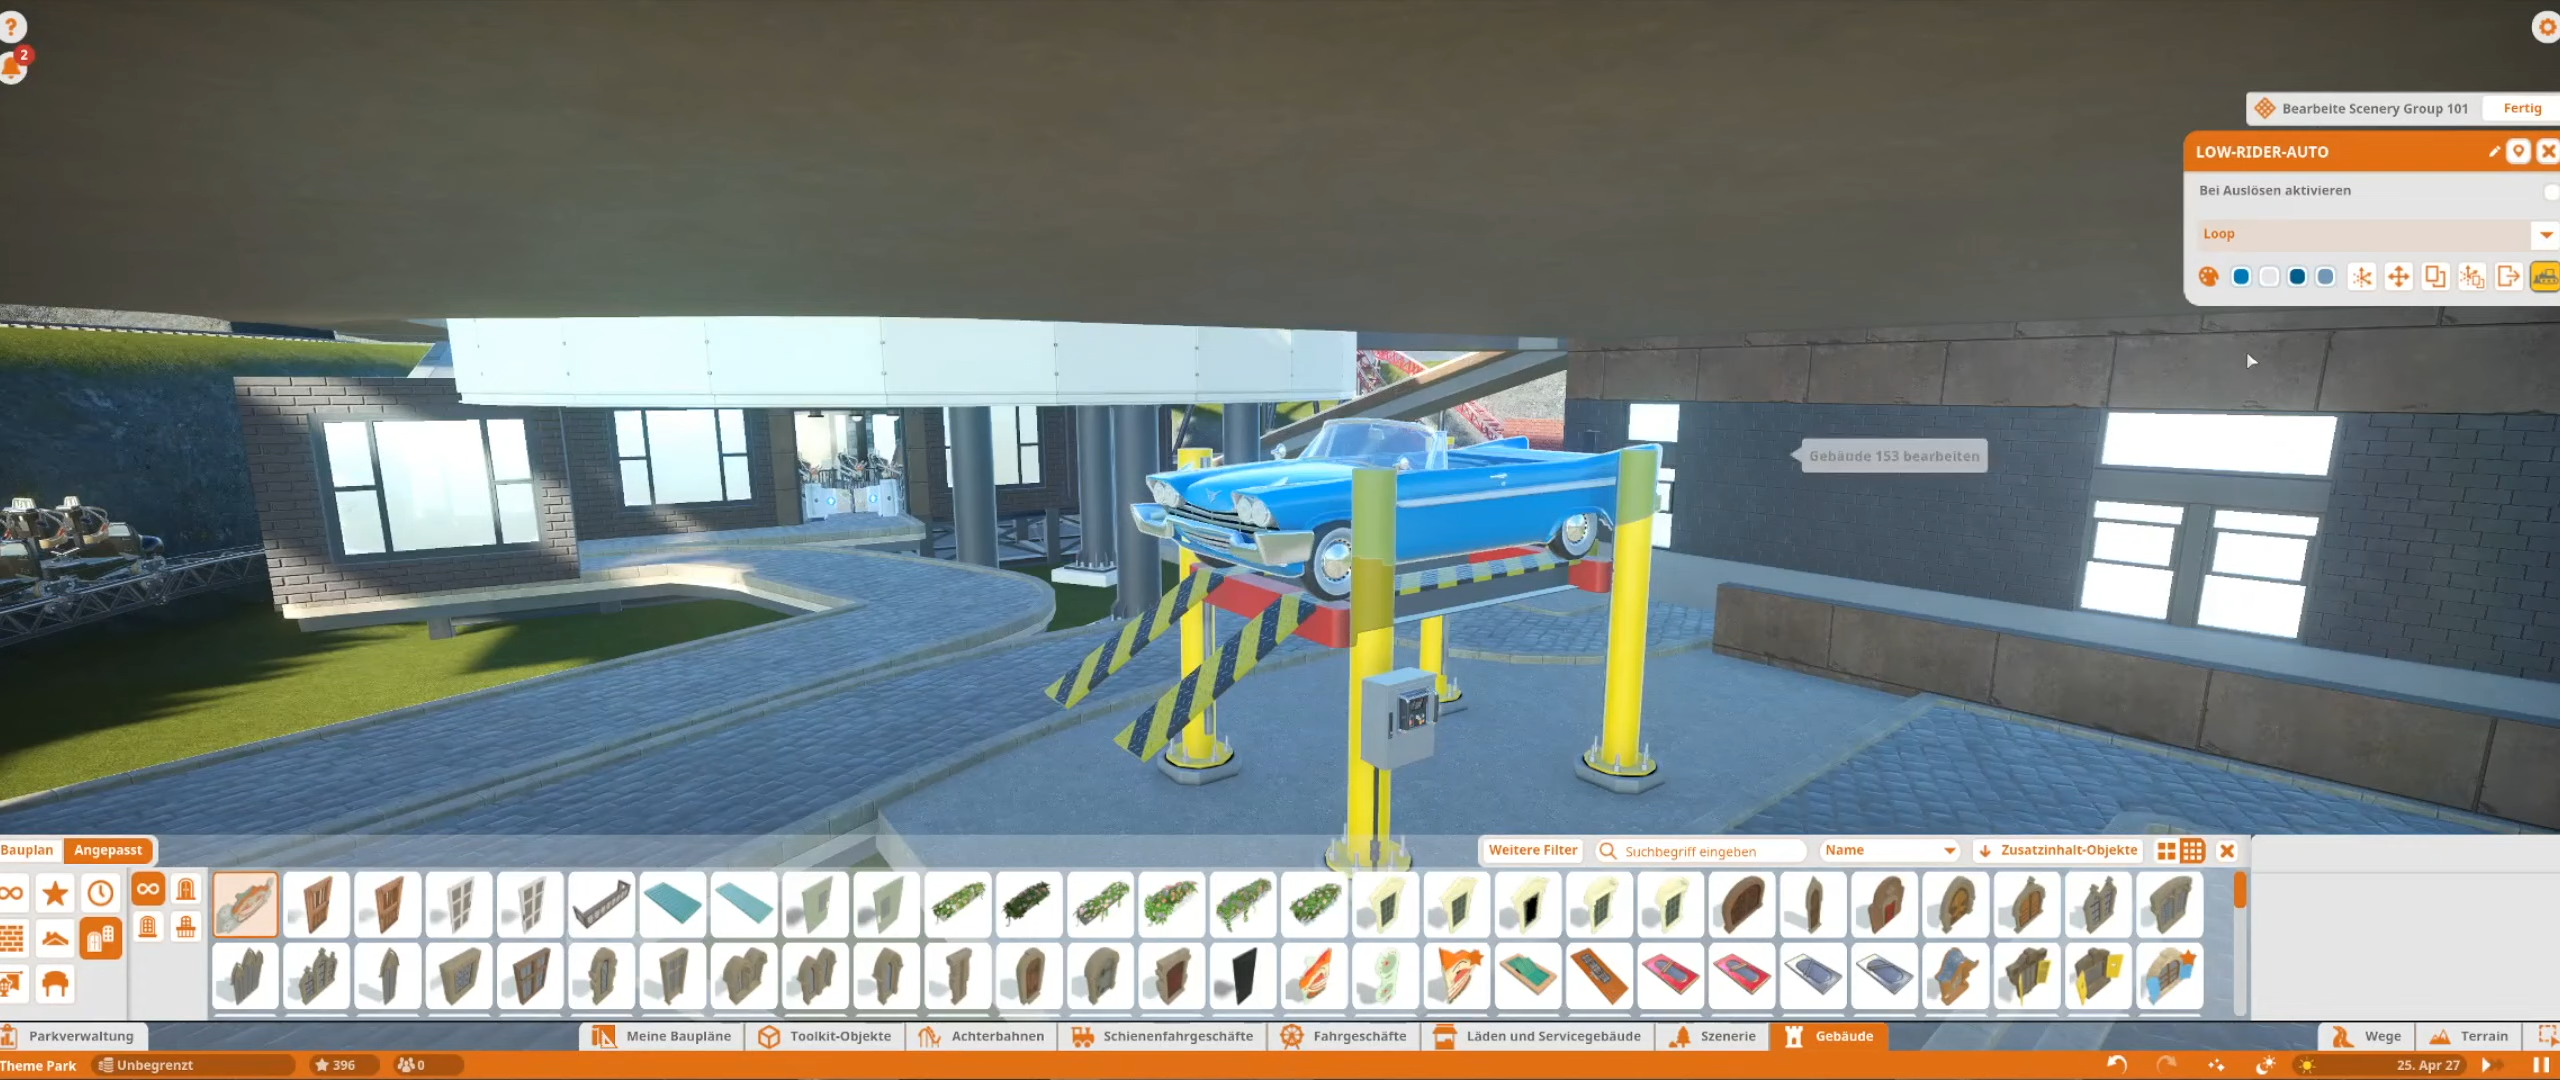 ?
2
Bearbeite Scenery Group 101
Fertig
LOW-RIDER-AUTO
Bei Auslösen aktivieren
Loop
Gebäude 153 bearbeiten
Bauplan
Angepasst
Weitere Filter
Suchbegriff eingeben
Name
Zusatzinhalt-Objekte
Parkverwaltung
Meine Baupläne
Toolkit-Objekte
Achterbahnen
Schienenfahrgeschäfte
Fahrgeschäfte
Läden und Servicegebäude
Szenerie
Gebäude
Wege
Terrain
Theme Park
Unbegrenzt
396
0
25. Apr 27